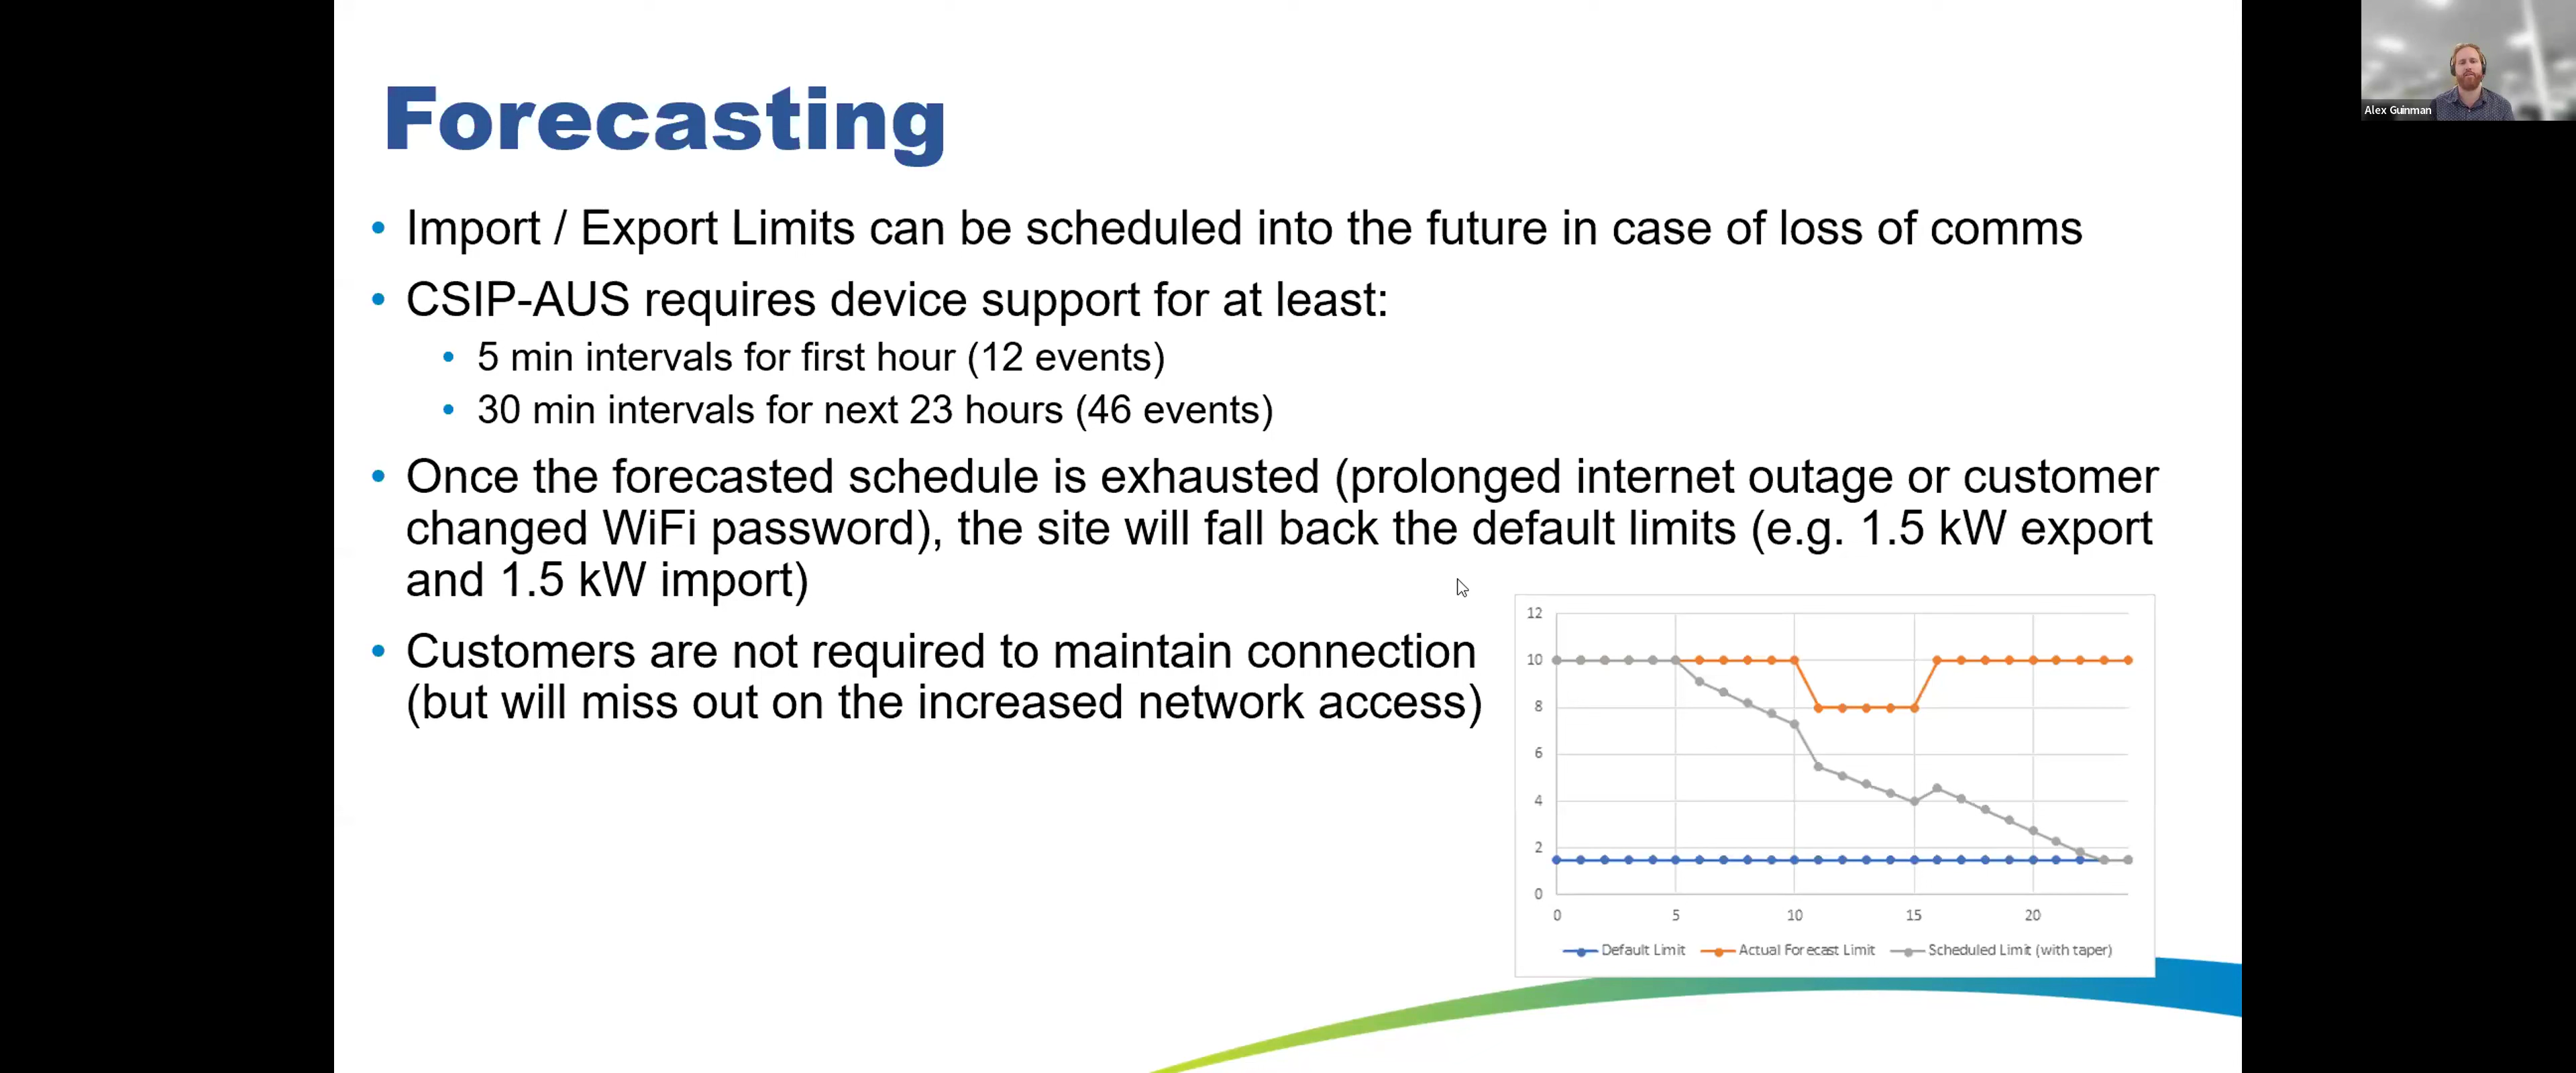 Forecasting
Alex Guinman
• Import / Export Limits can be scheduled into the future in case of loss of comms
• CSIP-AUS requires device support for at least:
• 5 min intervals for first hour (12 events)
• 30 min intervals for next 23 hours (46 events)
• Once the forecasted schedule is exhausted (prolonged internet outage or customer
changed WiFi password), the site will fall back the default limits (e.g. 1.5 kW export
and 1.5 kW import)
• Customers are not required to maintain connection
(but will miss out on the increased network access)
12
10
8
6
4
2
0
0 5 10 15 20
Default Limit Actual Forecast Limit Scheduled Limit (with taper)